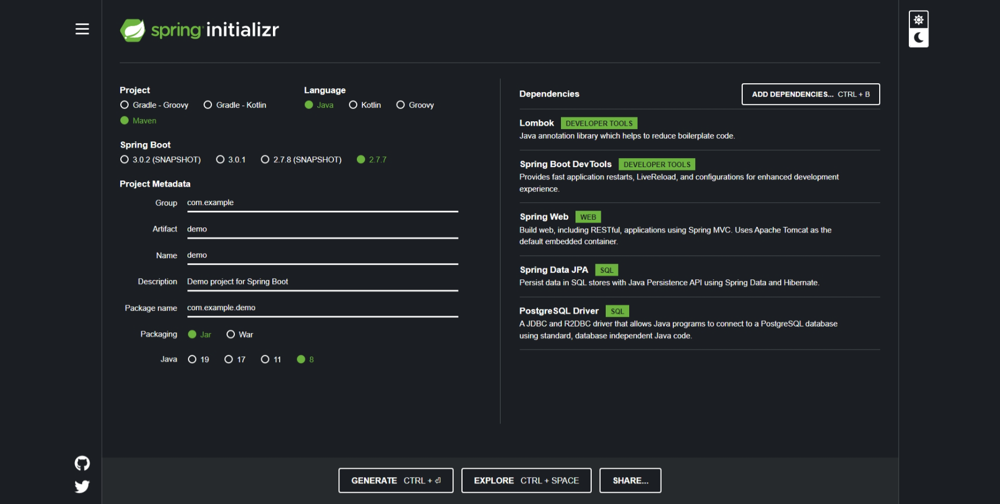 spring initializr
Project
Gradle - Groovy Gradle - Kotlin
Maven
Language
Java Kotlin Groovy
Spring Boot
3.0.2 (SNAPSHOT) 3.0.1 2.7.8 (SNAPSHOT) 2.7.7
Project Metadata
Group com.example
Artifact demo
Name demo
Description Demo project for Spring Boot
Package name com.example.demo
Packaging Jar War
Java 19 17 11 8
Dependencies ADD DEPENDENCIES... CTRL + B
Lombok DEVELOPER TOOLS
Java annotation library which helps to reduce boilerplate code.
Spring Boot DevTools DEVELOPER TOOLS
Provides fast application restarts, LiveReload, and configurations for enhanced development
experience.
Spring Web WEB
Build web, including RESTful, applications using Spring MVC. Uses Apache Tomcat as the
default embedded container.
Spring Data JPA SQL
Persist data in SQL stores with Java Persistence API using Spring Data and Hibernate.
PostgreSQL Driver SQL
A JDBC and R2DBC driver that allows Java programs to connect to a PostgreSQL database
using standard, database independent Java code.
GENERATE CTRL + ⏎ EXPLORE CTRL + SPACE SHARE...